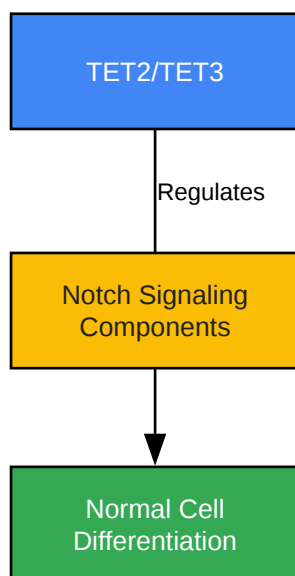 TET2/TET3
Regulates
Notch Signaling
Components
Normal Cell
Differentiation